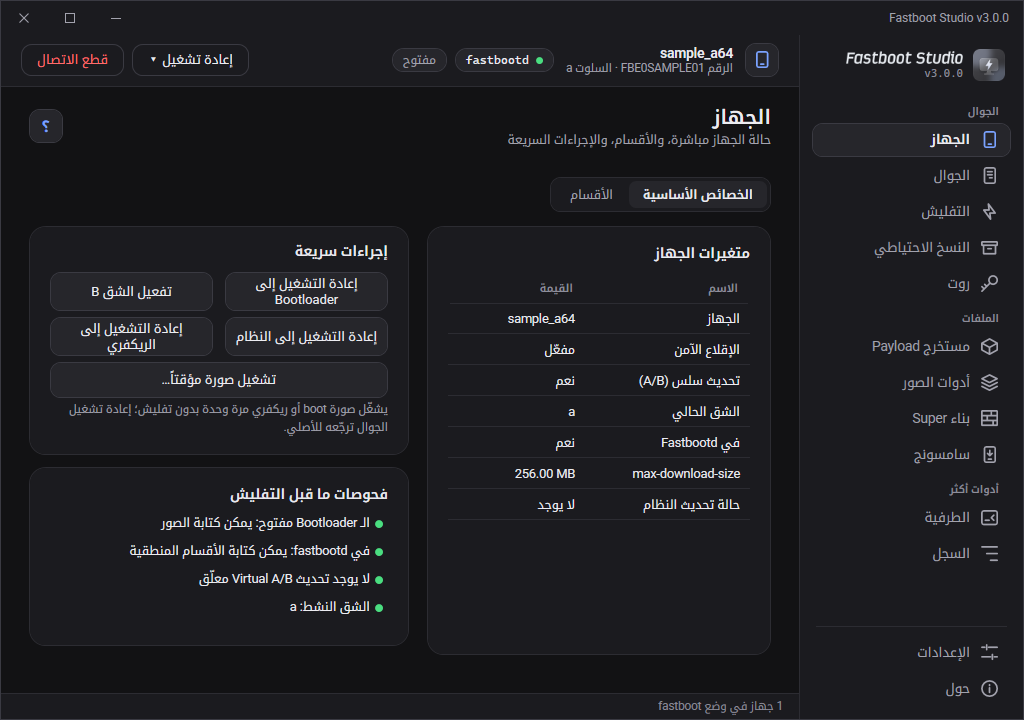 Fastboot Studio v3.0.0
Fastboot Studio
v3.0.0
الجوال
الجهاز
الجوال
التفليش
النسخ الاحتياطي
روت
الملفات
مستخرج Payload
أدوات الصور
بناء Super
سامسونج
أدوات أكثر
الطرفية
السجل
الإعدادات
حول
sample_a64
الرقم FBE0SAMPLE01 · السلوت a
fastbootd
مفتوح
إعادة تشغيل
قطع الاتصال
الجهاز
حالة الجهاز مباشرة، والأقسام، والإجراءات السريعة
؟
الخصائص الأساسية
الأقسام
متغيرات الجهاز
الاسم القيمة
الجهاز sample_a64
الإقلاع الآمن مفعّل
تحديث سلس (A/B) نعم
الشق الحالي a
في Fastbootd نعم
max-download-size 256.00 MB
حالة تحديث النظام لا يوجد
إجراءات سريعة
إعادة التشغيل إلى
Bootloader
تفعيل الشق B
إعادة التشغيل إلى النظام
إعادة التشغيل إلى
الريكفري
تشغيل صورة مؤقتاً...
يشغّل صورة boot أو ريكفري مرة وحدة بدون تفليش؛ إعادة تشغيل
الجوال ترجّعه للأصلي.
فحوصات ما قبل التفليش
الـ Bootloader مفتوح: يمكن كتابة الصور
في fastbootd: يمكن كتابة الأقسام المنطقية
لا يوجد تحديث Virtual A/B معلّق
الشق النشط: a
1 جهاز في وضع fastboot